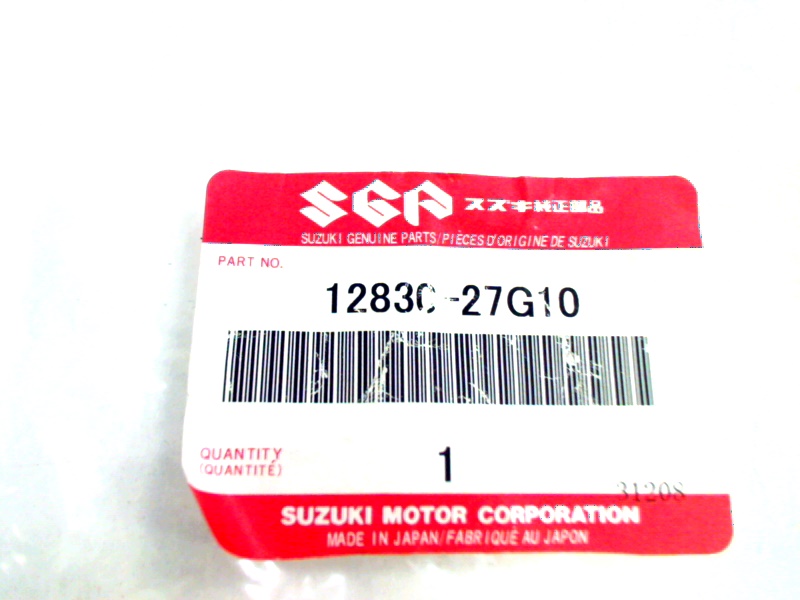 SGP スズキ純正部品
SUZUKI GENUINE PARTS/PIÈCES D'ORIGINE DE SUZUKI
PART NO.
12830-27G10
QUANTITY
(QUANTITÉ)
1
31208
SUZUKI MOTOR CORPORATION
MADE IN JAPAN/FABRIQUÉ AU JAPON